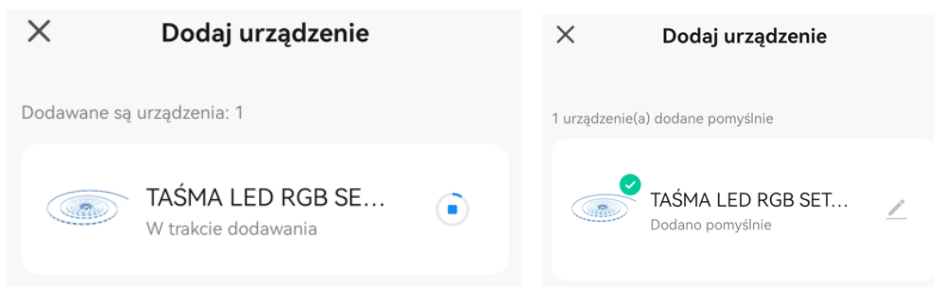 Dodaj urządzenie
Dodawane są urządzenia: 1
TAŚMA LED RGB SE...
W trakcie dodawania
Dodaj urządzenie
1 urządzenie(a) dodane pomyślnie
TAŚMA LED RGB SET...
Dodano pomyślnie